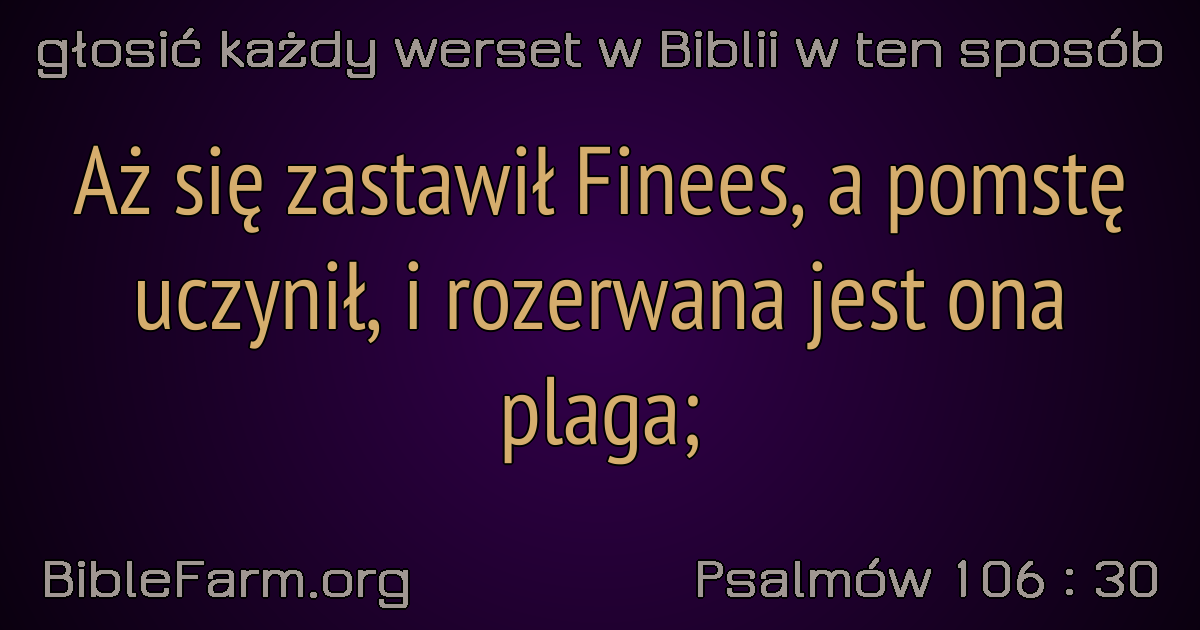 głosić każdy werset w Biblii w ten sposób
Aż się zastawił Finees, a pomstę
uczynił, i rozerwana jest ona
plaga;
BibleFarm.org
Psalmów 106 : 30